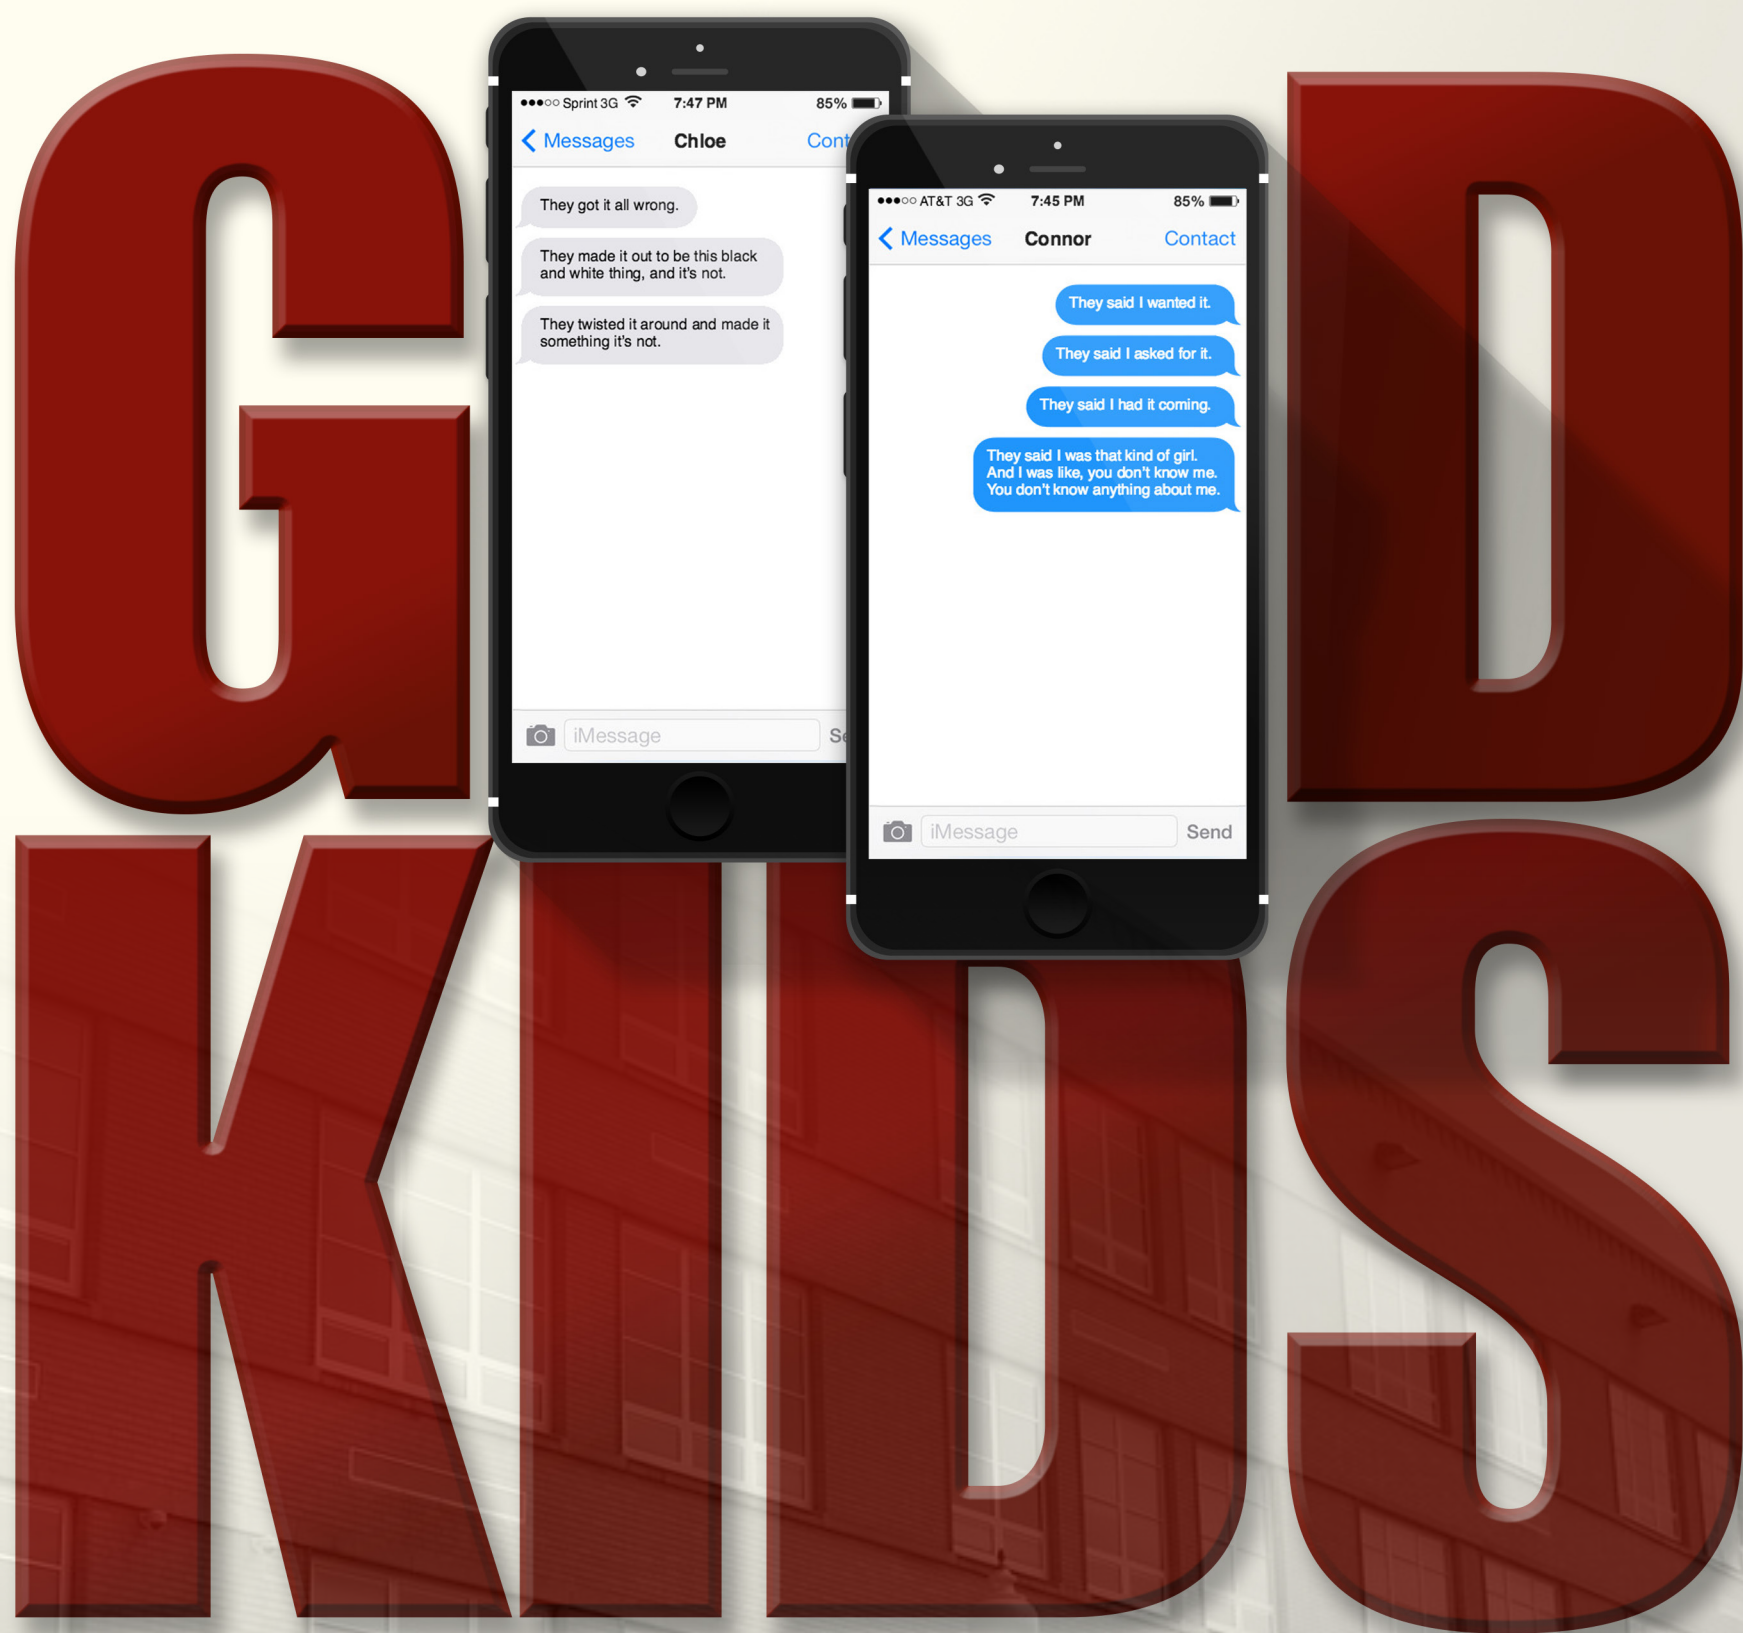 G D
Sprint 3G 7:47 PM 85%
Messages Chloe Cont
They got it all wrong.
They made it out to be this black
and white thing, and it's not.
They twisted it around and made it
something it's not.
iMessage Se
AT&T 3G 7:45 PM 85%
Messages Connor Contact
They said I wanted it.
They said I asked for it.
They said I had it coming.
They said I was that kind of girl.
And I was like, you don't know me.
You don't know anything about me.
iMessage Send
KIDS